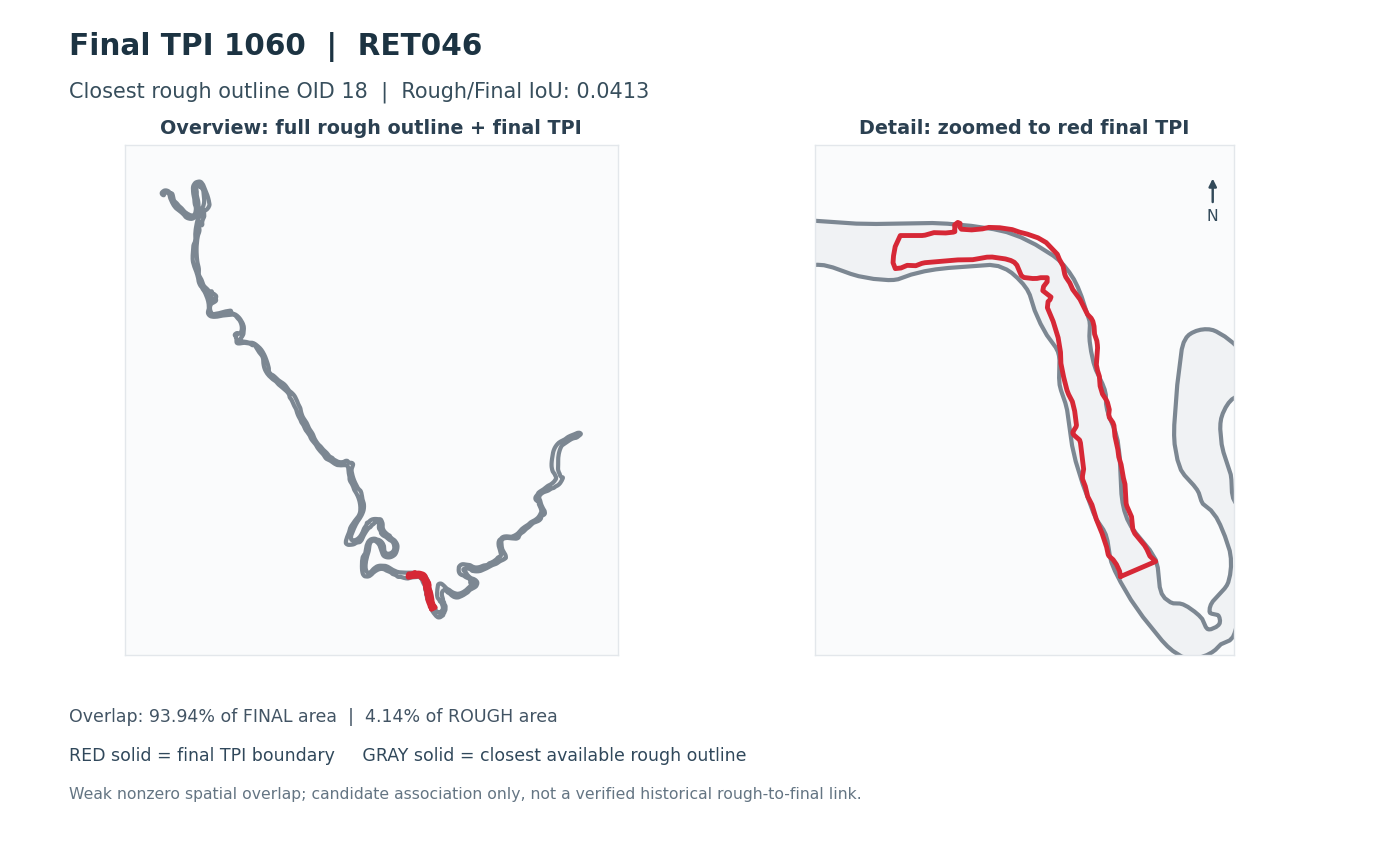 Final TPI 1060  |  RET046
Closest rough outline OID 18  |  Rough/Final IoU: 0.0413
Overview: full rough outline + final TPI
Detail: zoomed to red final TPI
N
Overlap: 93.94% of FINAL area  |  4.14% of ROUGH area
RED solid = final TPI boundary     GRAY solid = closest available rough outline
Weak nonzero spatial overlap; candidate association only, not a verified historical rough-to-final link.